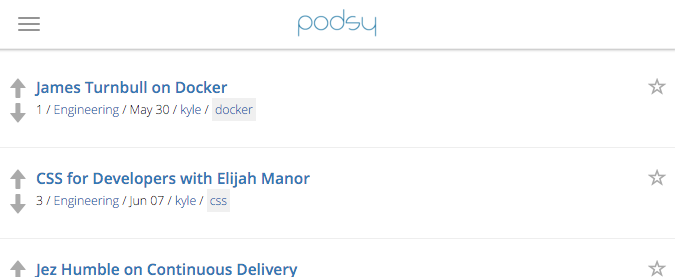 podsy
James Turnbull on Docker
1 / Engineering / May 30 / kyle / docker
CSS for Developers with Elijah Manor
3 / Engineering / Jun 07 / kyle / css
Jez Humble on Continuous Delivery